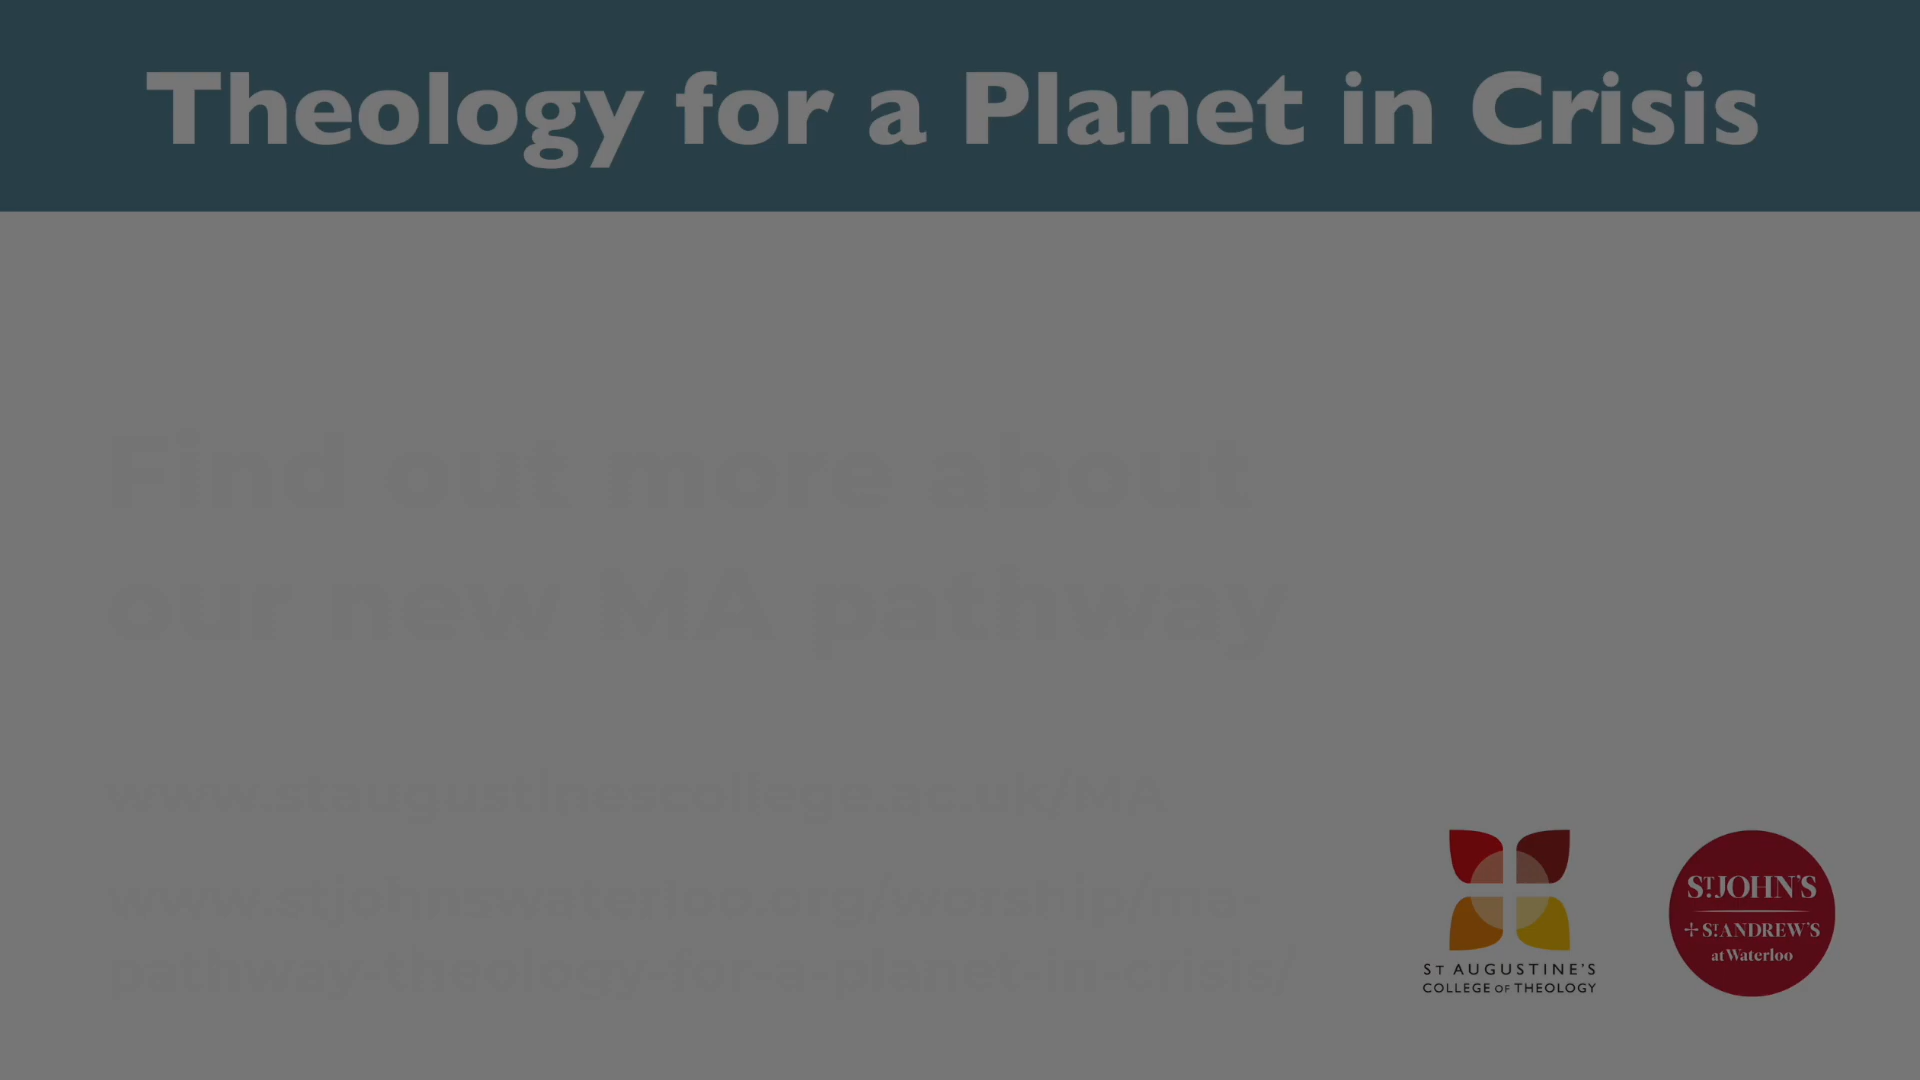 Theology for a Planet in Crisis
Find out more about
our new MA pathway
www.staugustinescollege.ac.uk/MA
www.stjohnswaterloo.org/worship/ma-
pathway-theology-for-a-planet-in-crisis/
ST AUGUSTINE'S
COLLEGE OF THEOLOGY
ST JOHN'S
+ ST ANDREW'S
at Waterloo